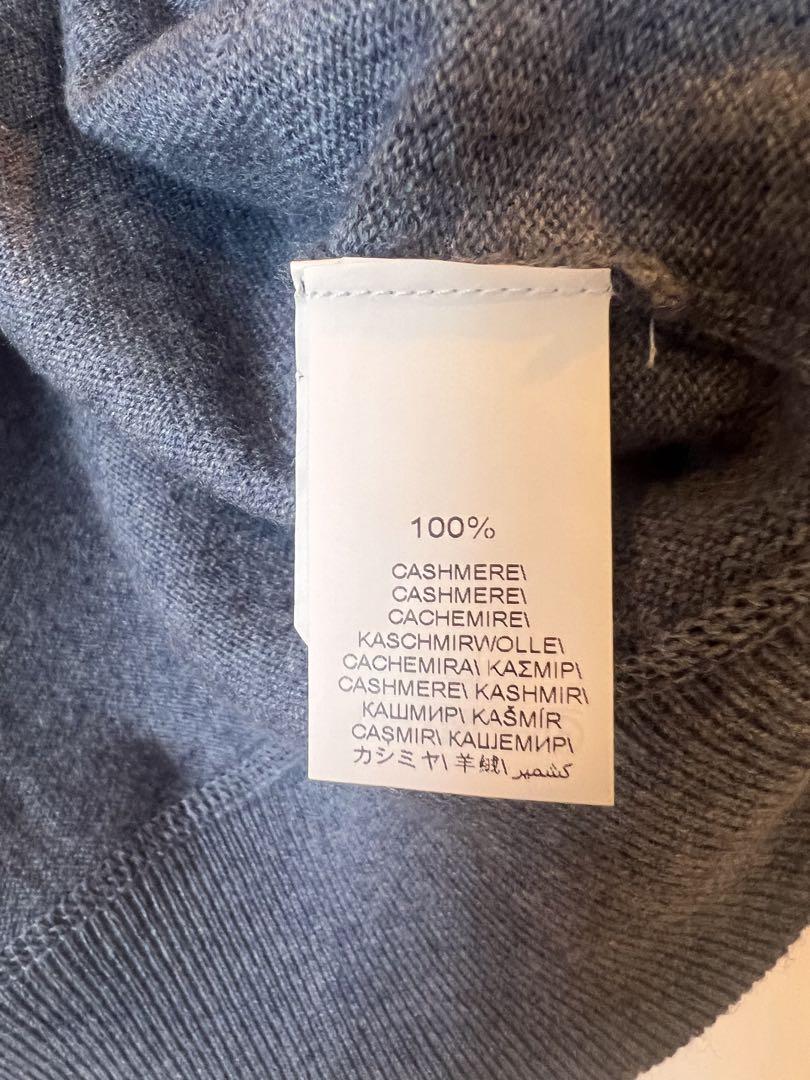 100%
CASHMERE\
CASHMERE\
CACHEMIRE\
KASCHMIRWOLLE\
CACHEMIRA\ ΚΑΣΜΙΡ\
CASHMERE\ KASHMIR\
КАШМИР\ KAŠMÍR
CAŞMIR\ КАШЕМИР\
カシミヤ\ 羊絨\ كشمير